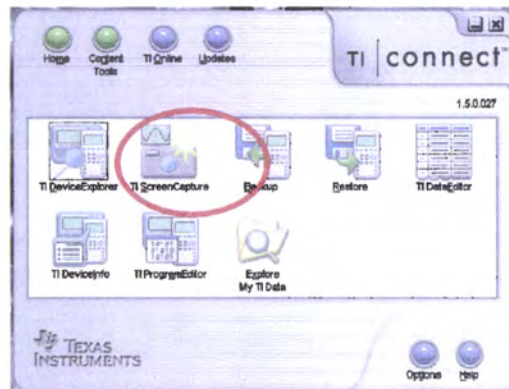 Home Content Tools TI Online Updates
TI connect™
1.5.0.027
TI DeviceExplorer TI ScreenCapture Backup Restore TI DataEditor
TI DeviceInfo TI ProgramEditor Explore My TI Data
TEXAS INSTRUMENTS
Options Help